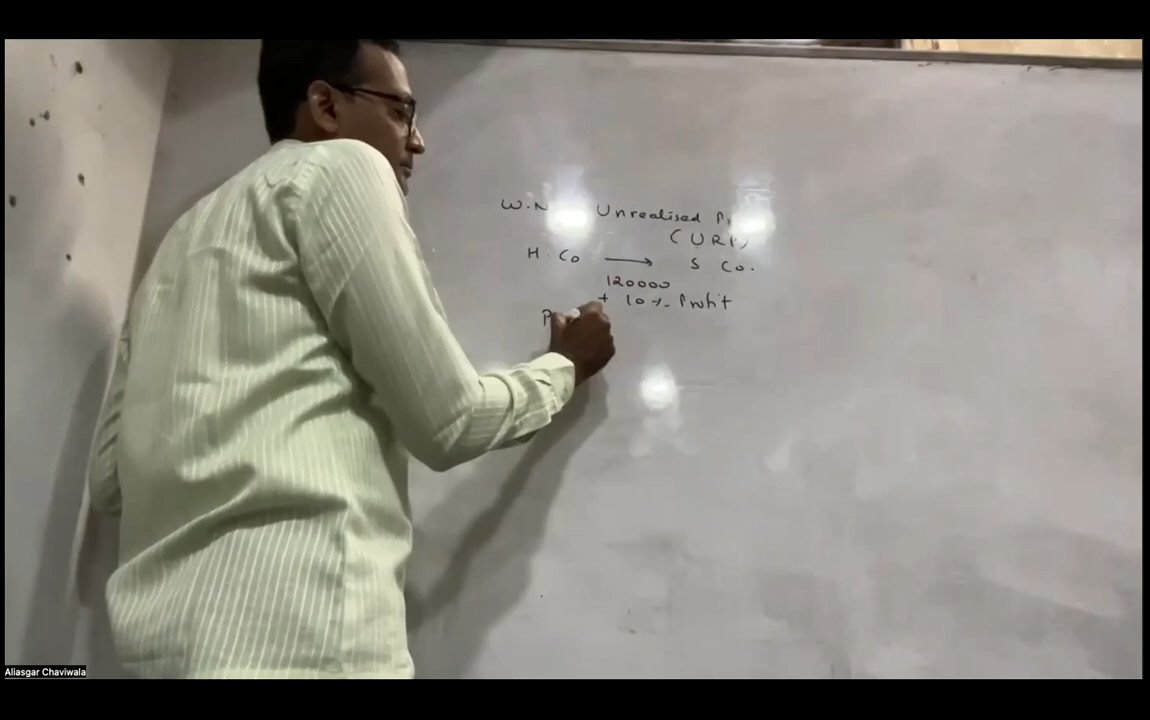 W.N Unrealised
(URP)
H. Co → S Co.
120000
+ 10 % Profit
P
Aliasgar Chaviwala